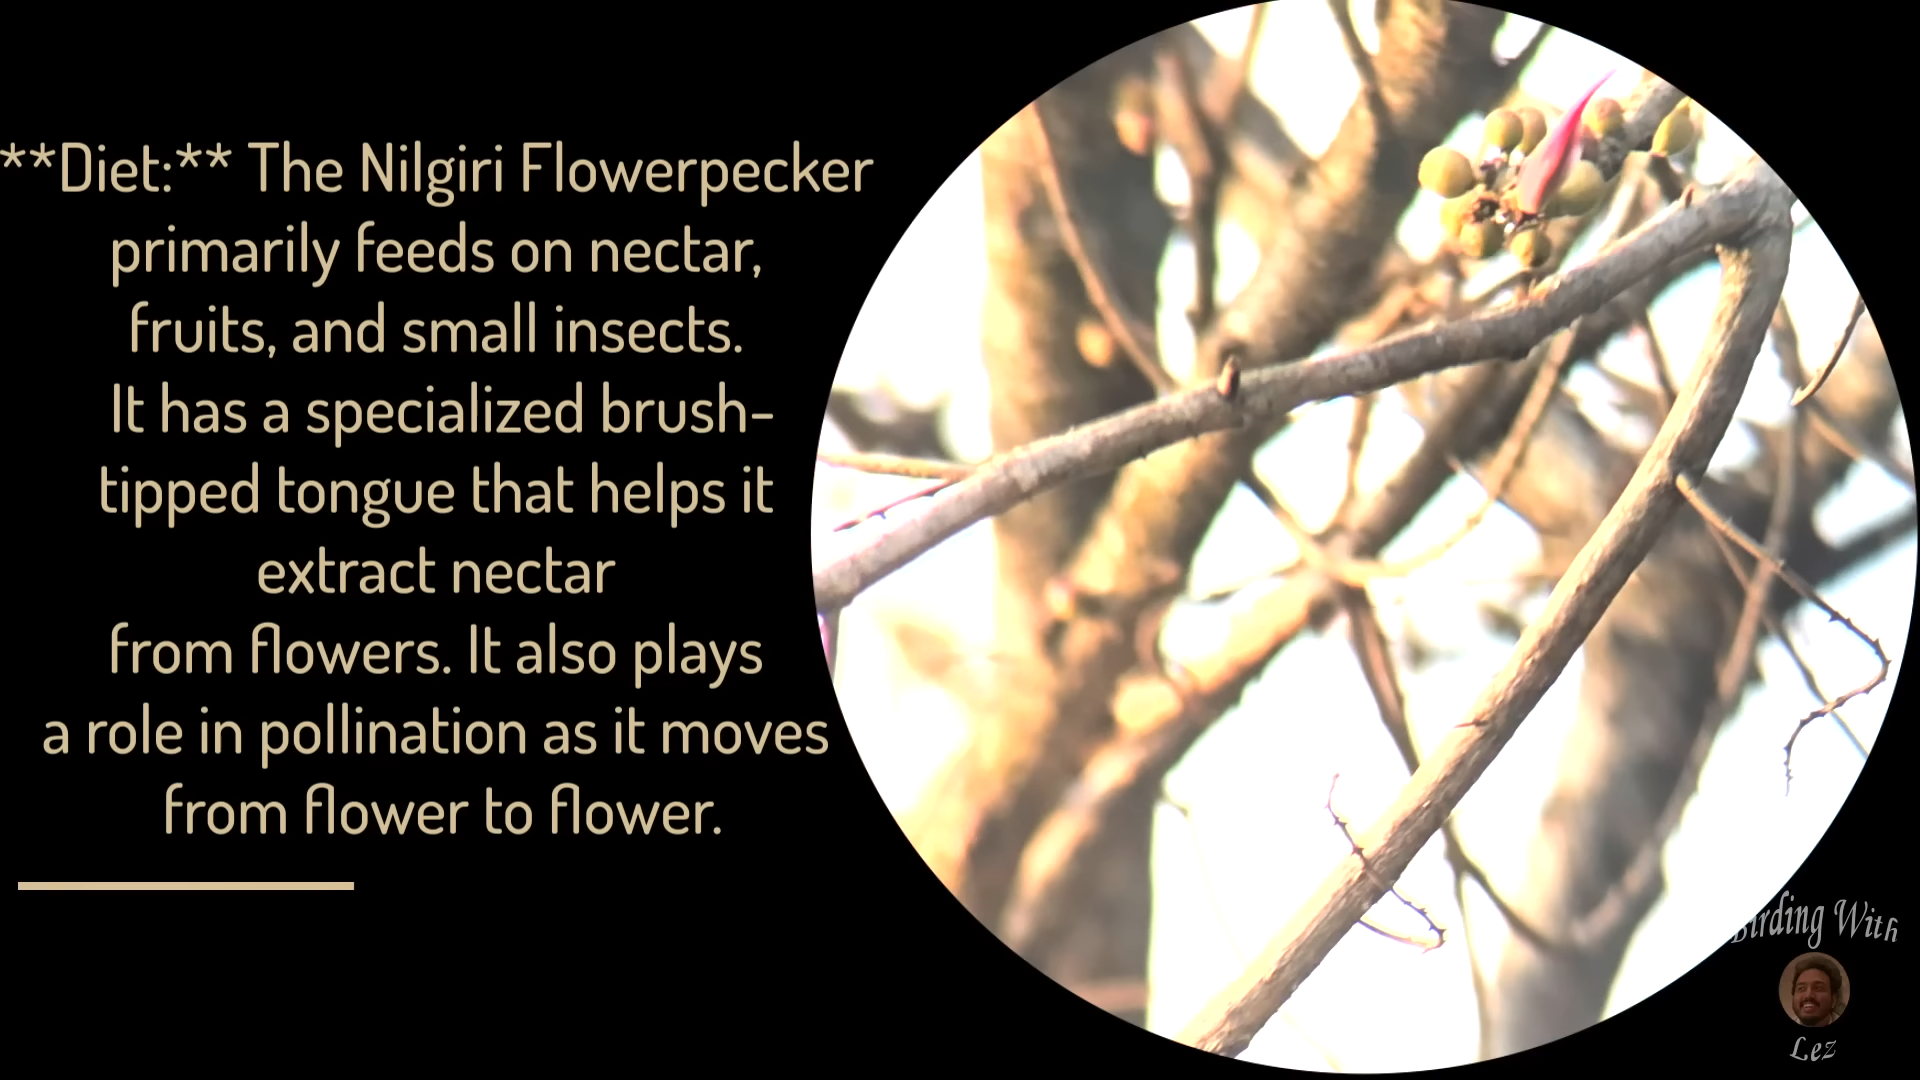 **Diet:** The Nilgiri Flowerpecker
primarily feeds on nectar,
fruits, and small insects.
It has a specialized brush-
tipped tongue that helps it
extract nectar
from flowers. It also plays
a role in pollination as it moves
from flower to flower.
Birding With
Lez